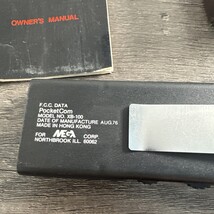 OWNER'S MANUAL
F.C.C. DATA
PocketCom
MODEL NO. XB-100
DATE OF MANUFACTURE AUG.76
MADE IN HONG KONG
FOR MEGA CORP.
NORTHBROOK ILL. 60062